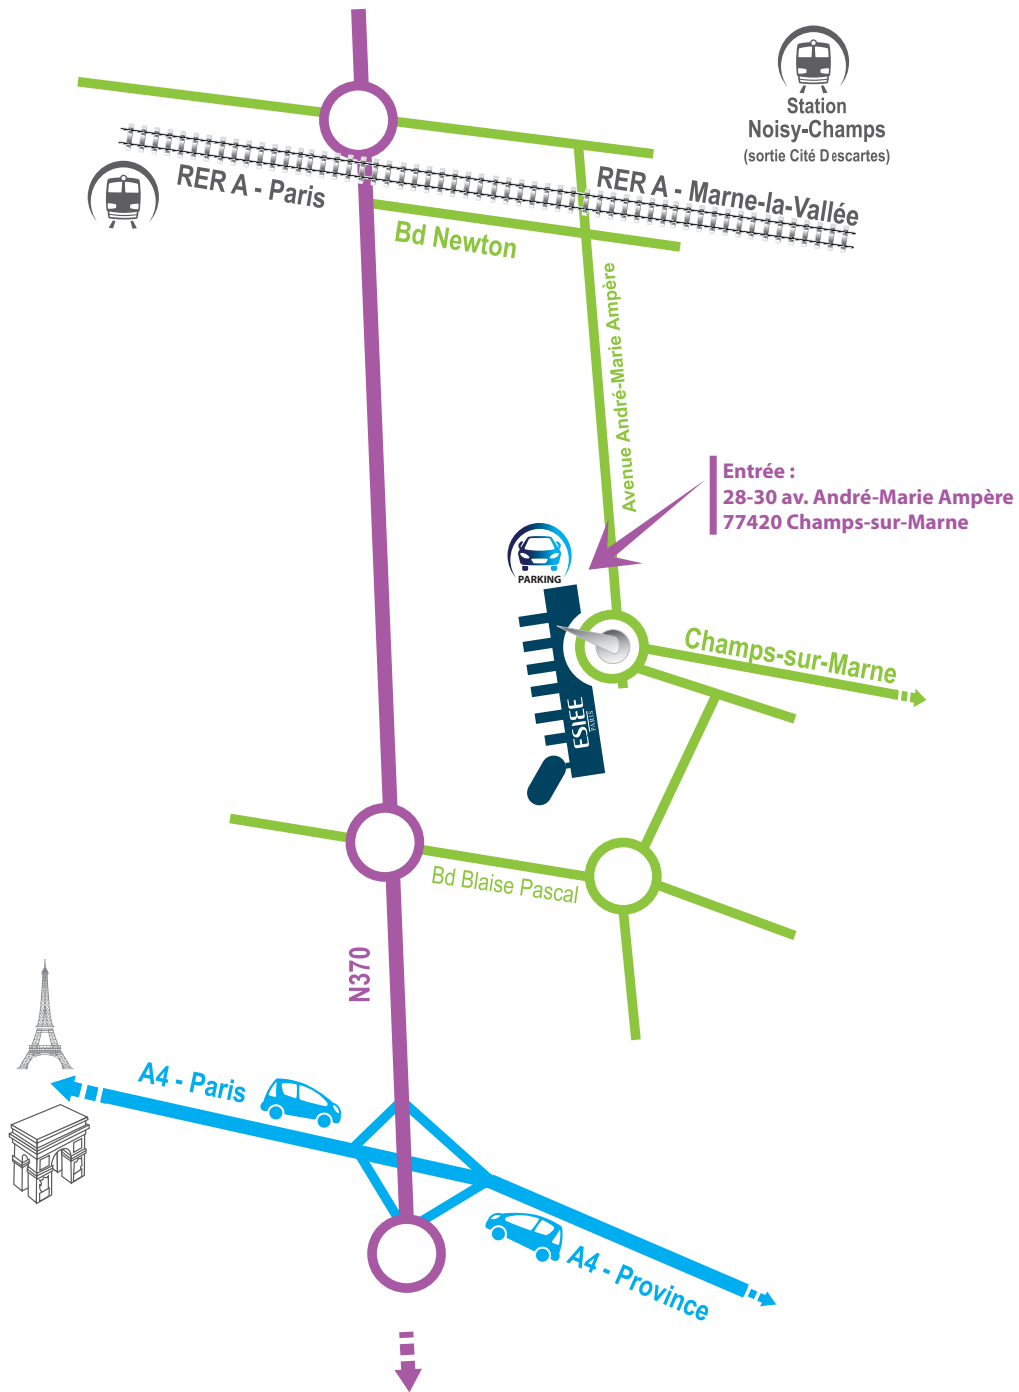 Station
Noisy-Champs
(sortie Cité Descartes)
RER A - Paris
RER A - Marne-la-Vallée
Bd Newton
Avenue André-Marie Ampère
Entrée :
28-30 av. André-Marie Ampère
77420 Champs-sur-Marne
PARKING
Champs-sur-Marne
ESIEE
PARIS
Bd Blaise Pascal
N370
A4 - Paris
A4 - Province